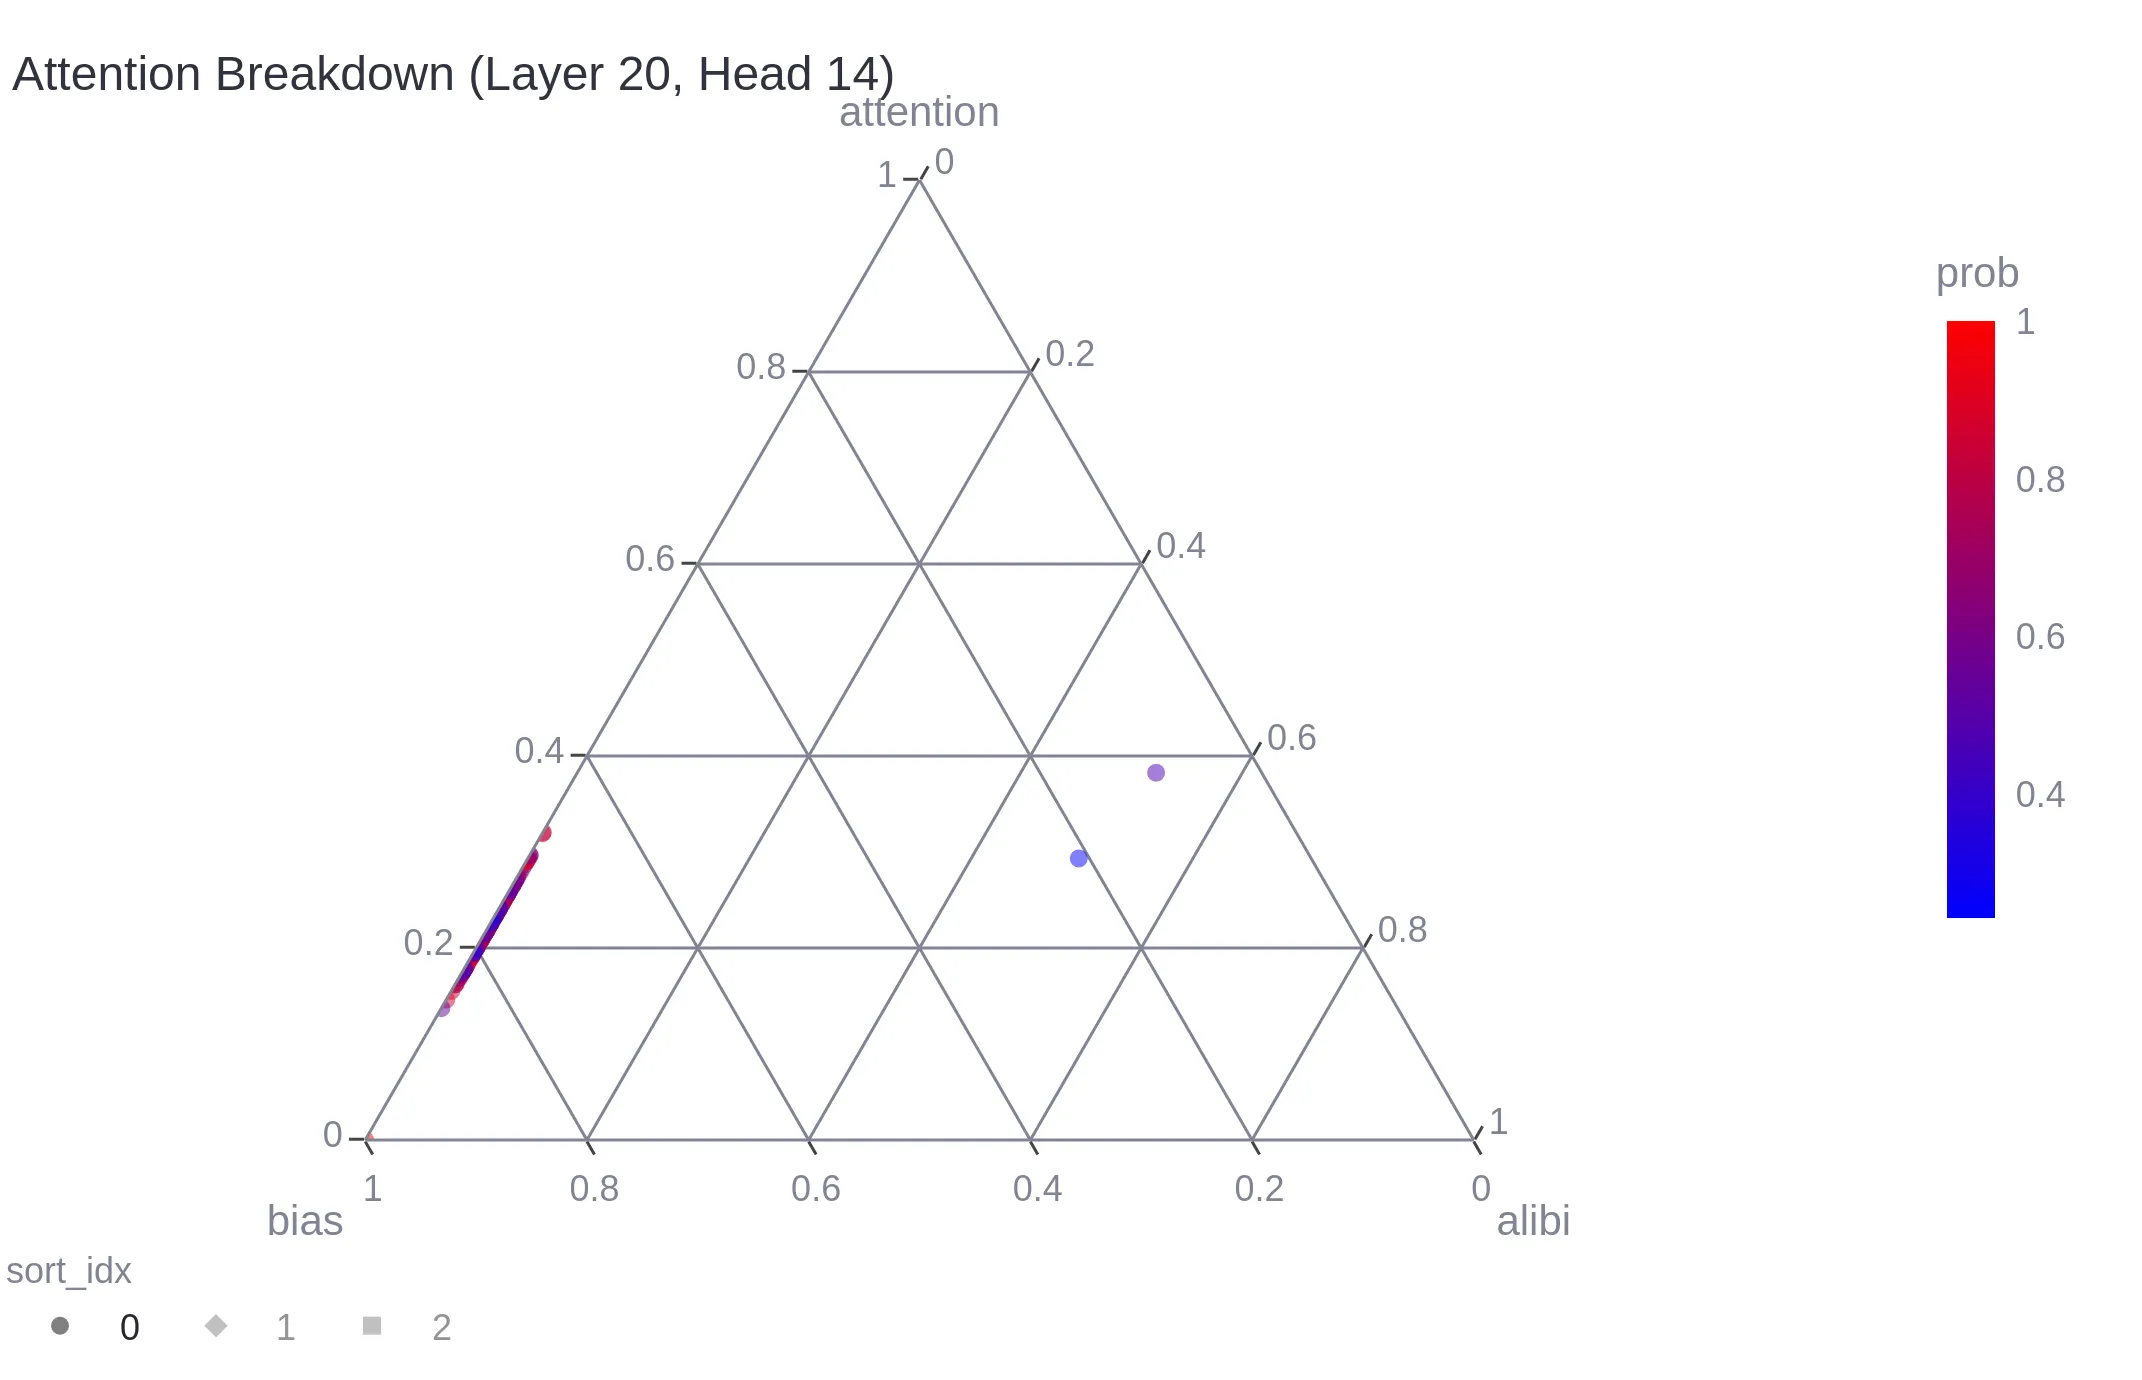 Attention Breakdown (Layer 20, Head 14)
attention
1 0
prob
1
0.8 0.2
0.8
0.6 0.4
0.6
0.4 0.6
0.4
0.2 0.8
0 1
1 0.8 0.6 0.4 0.2 0
bias alibi
sort_idx
0 1 2